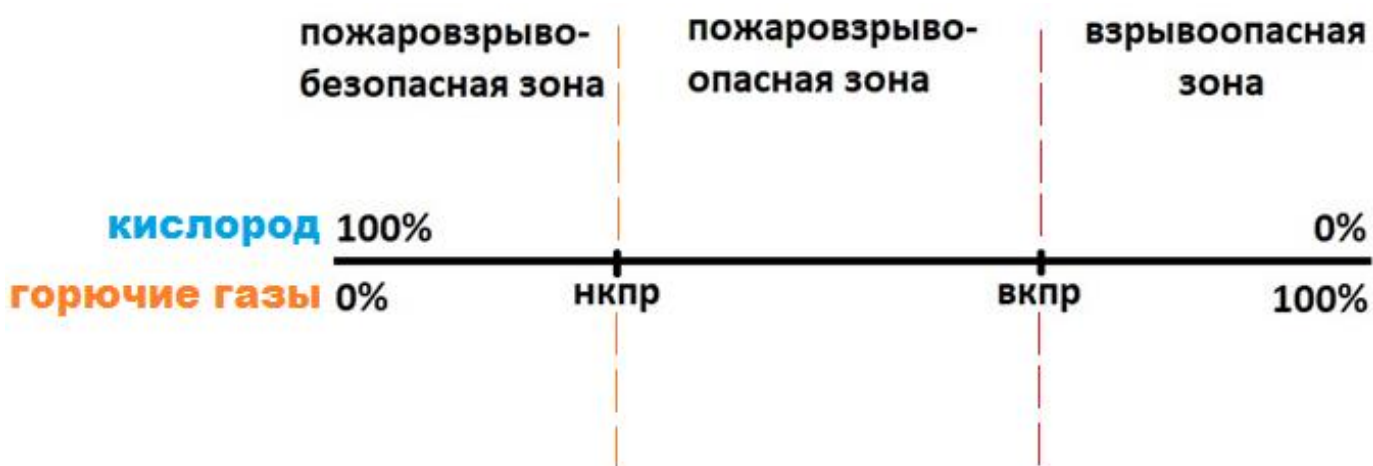 пожаровзрыво-
безопасная зона
пожаровзрыво-
опасная зона
взрывоопасная
зона
кислород 100% 0%
горючие газы 0% нкпр вкпр 100%